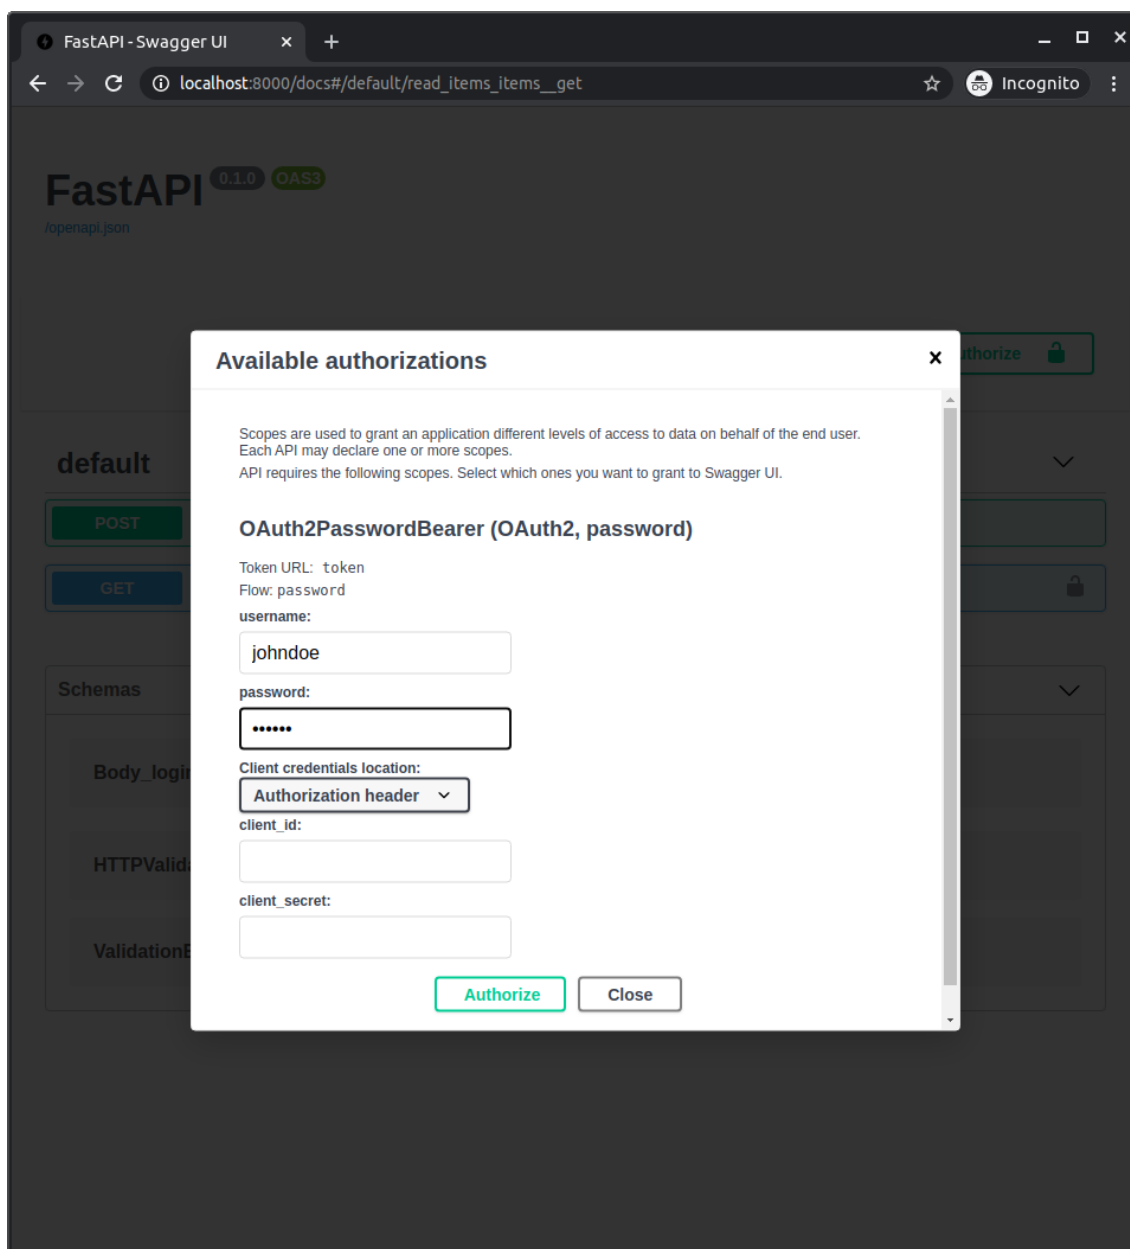 FastAPI - Swagger UI
localhost:8000/docs#/default/read_items_items__get
Incognito
FastAPI 0.1.0 OAS3
/openapi.json
Available authorizations
Scopes are used to grant an application different levels of access to data on behalf of the end user.
Each API may declare one or more scopes.
API requires the following scopes. Select which ones you want to grant to Swagger UI.
default
POST
GET
OAuth2PasswordBearer (OAuth2, password)
Token URL: token
Flow: password
username:
johndoe
password:
Client credentials location:
Authorization header
client_id:
client_secret:
Authorize Close
Schemas